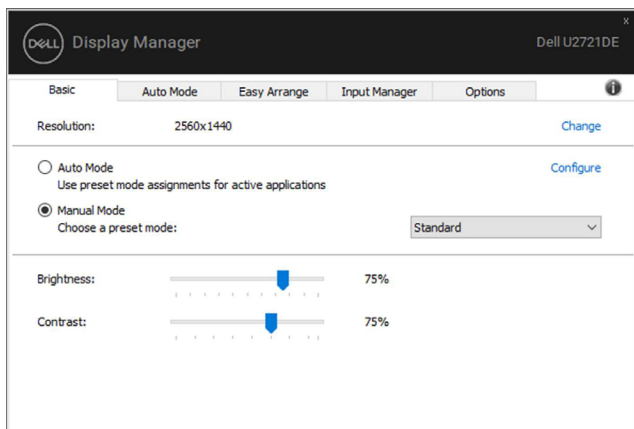 x
DELL Display Manager Dell U2721DE
Basic Auto Mode Easy Arrange Input Manager Options i
Resolution: 2560x1440 Change
Auto Mode Configure
Use preset mode assignments for active applications
Manual Mode
Choose a preset mode: Standard
Brightness: 75%
Contrast: 75%